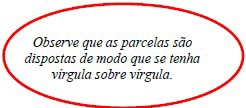 Observe que as parcelas são
dispostas de modo que se tenha
vírgula sobre vírgula.